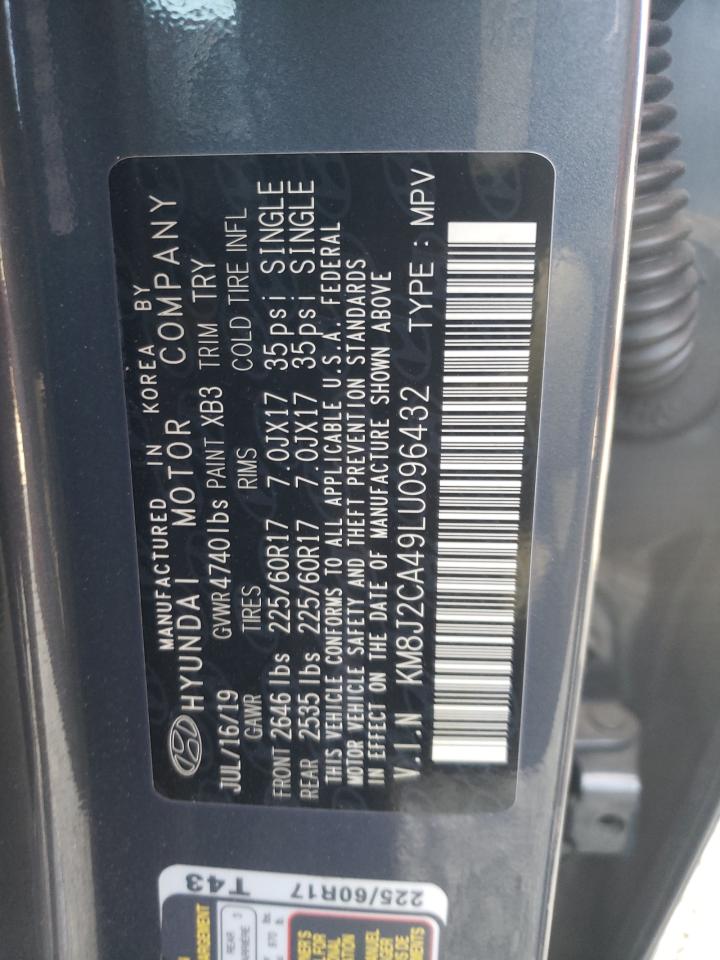 MANUFACTURED IN KOREA BY
HYUNDAI MOTOR COMPANY
JUL/16/19 GVWR4740lbs PAINT XB3 TRIM TRY
GAWR TIRES RIMS COLD TIRE INFL
FRONT 2646 lbs 225/60R17 7.0JX17 35psi SINGLE
REAR 2535 lbs 225/60R17 7.0JX17 35psi SINGLE
THIS VEHICLE CONFORMS TO ALL APPLICABLE U.S.A. FEDERAL
MOTOR VEHICLE SAFETY AND THEFT PREVENTION STANDARDS
IN EFFECT ON THE DATE OF MANUFACTURE SHOWN ABOVE
V.I.N KM8J2CA49LU096432 TYPE : MPV
T43
225/60R17
REAR